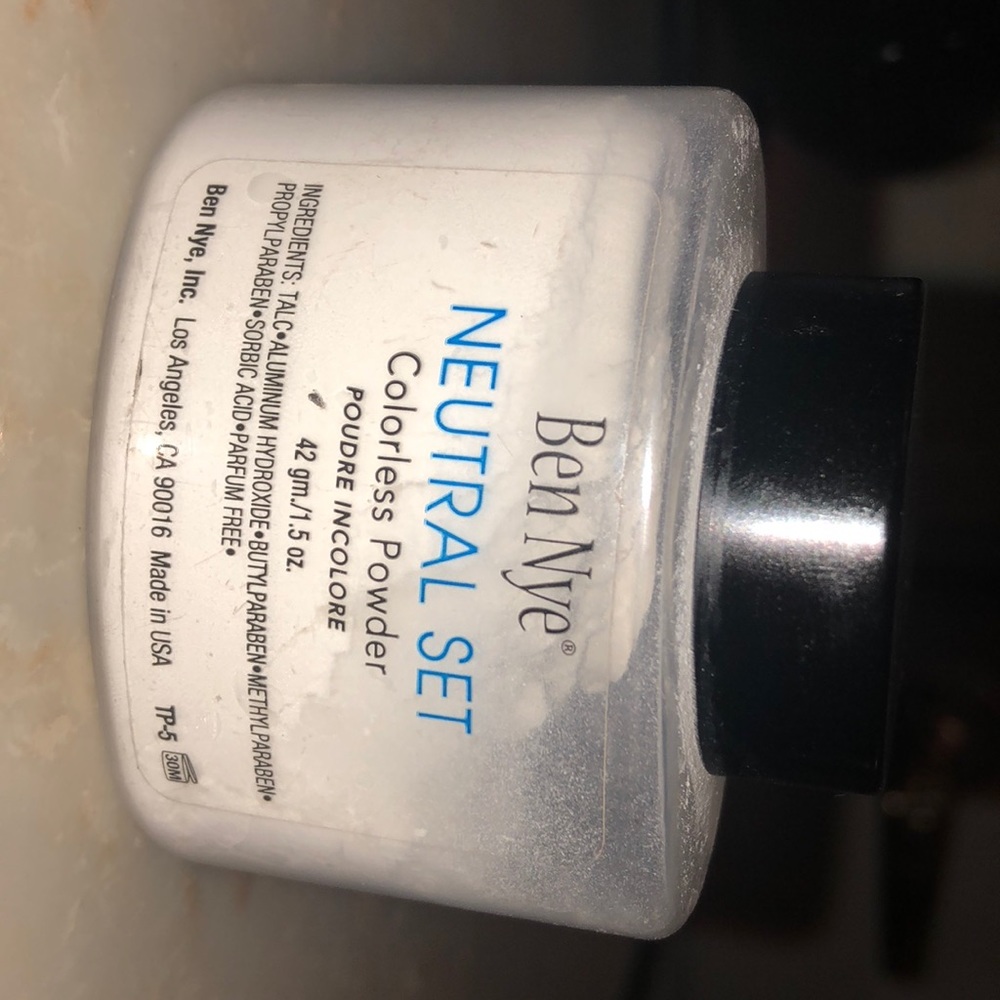 Ben Nye®
NEUTRAL SET
Colorless Powder
POUDRE INCOLORE
42 gm./1.5 oz.
INGREDIENTS: TALC•ALUMINUM HYDROXIDE•BUTYLPARABEN•METHYLPARABEN•
PROPYLPARABEN•SORBIC ACID•PARFUM FREE•
Ben Nye, Inc. Los Angeles, CA 90016 Made in USA TP-5 30M